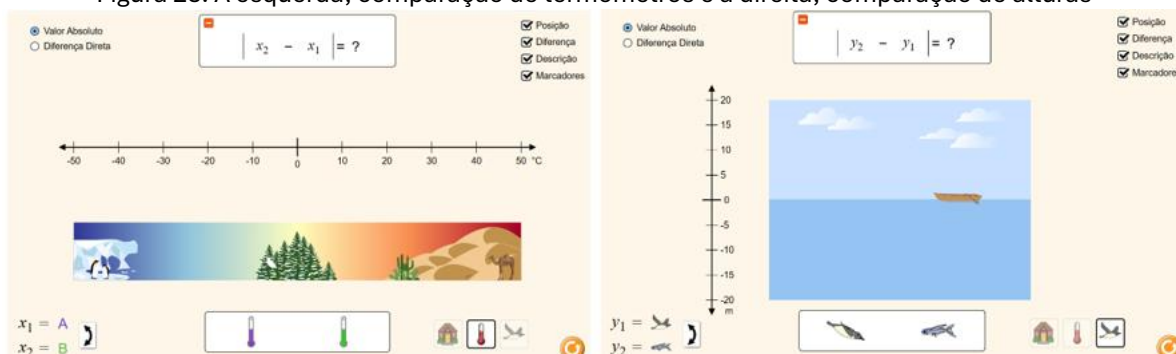 Figura 28: À esquerda, comparação de termômetros e à direita, comparação de alturas
Valor Absoluto
Diferença Direta
| x₂ − x₁ | = ?
Posição
Diferença
Descrição
Marcadores
-50 -40 -30 -20 -10 0 10 20 30 40 50 °C
x₁ = A
x₂ = B
Valor Absoluto
Diferença Direta
| y₂ − y₁ | = ?
Posição
Diferença
Descrição
Marcadore
20
15
10
5
0
-5
-10
-15
-20
m
y₁ =
y₂ =